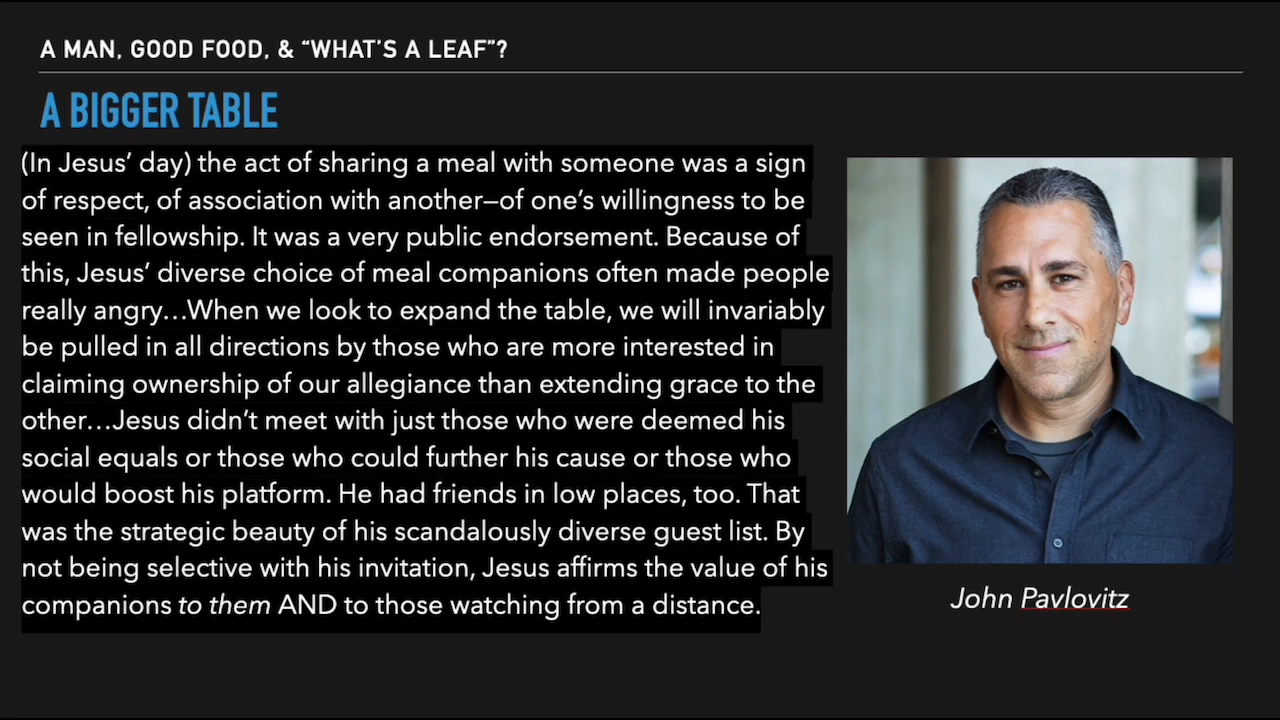 A MAN, GOOD FOOD, & “WHAT’S A LEAF”?
A BIGGER TABLE
(In Jesus’ day) the act of sharing a meal with someone was a sign
of respect, of association with another—of one’s willingness to be
seen in fellowship. It was a very public endorsement. Because of
this, Jesus’ diverse choice of meal companions often made people
really angry…When we look to expand the table, we will invariably
be pulled in all directions by those who are more interested in
claiming ownership of our allegiance than extending grace to the
other…Jesus didn’t meet with just those who were deemed his
social equals or those who could further his cause or those who
would boost his platform. He had friends in low places, too. That
was the strategic beauty of his scandalously diverse guest list. By
not being selective with his invitation, Jesus affirms the value of his
companions to them AND to those watching from a distance.
John Pavlovitz